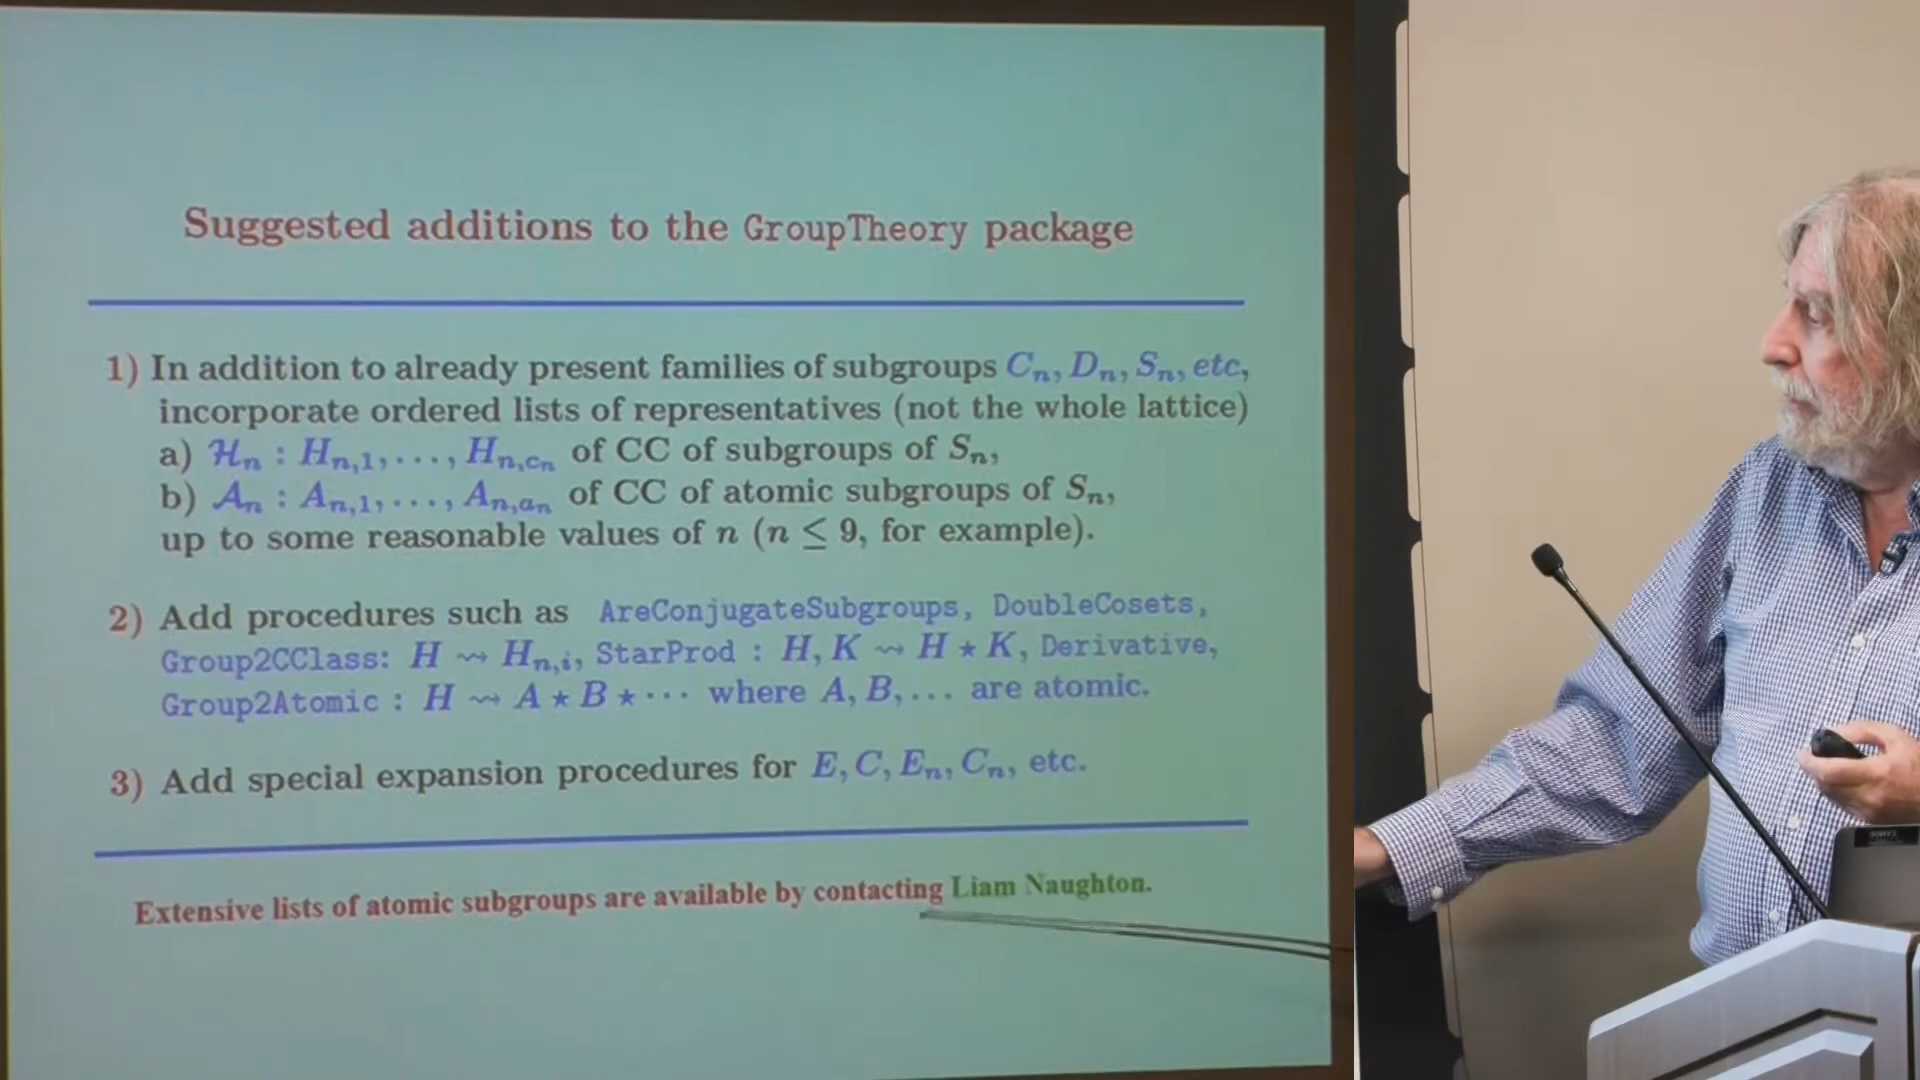 Suggested additions to the GroupTheory package
1) In addition to already present families of subgroups Cₙ, Dₙ, Sₙ, etc,
incorporate ordered lists of representatives (not the whole lattice)
a) ℋₙ : Hₙ,₁, . . . , Hₙ,cₙ of CC of subgroups of Sₙ,
b) 𝒜ₙ : Aₙ,₁, . . . , Aₙ,aₙ of CC of atomic subgroups of Sₙ,
up to some reasonable values of n (n ≤ 9, for example).
2) Add procedures such as AreConjugateSubgroups, DoubleCosets,
Group2CClass: H ⇝ Hₙ,ᵢ, StarProd : H, K ⇝ H ⋆ K, Derivative,
Group2Atomic : H ⇝ A ⋆ B ⋆ · · · where A, B, . . . are atomic.
3) Add special expansion procedures for E, C, Eₙ, Cₙ, etc.
Extensive lists of atomic subgroups are available by contacting Liam Naughton.